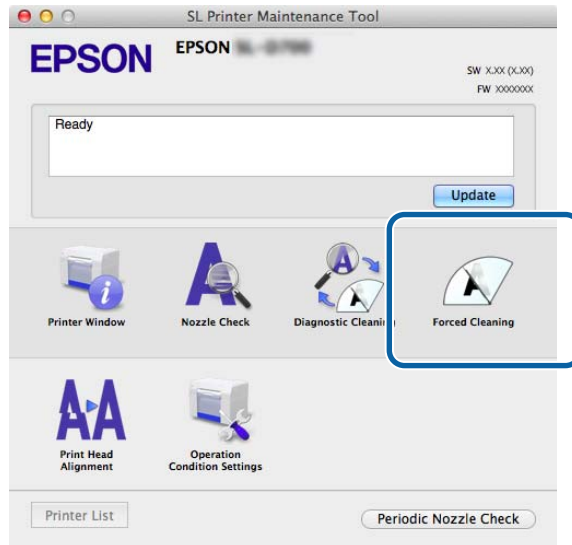 SL Printer Maintenance Tool
EPSON
EPSON
SW X.XX (X.XX)
FW XXXXXXX
Ready
Update
Printer Window
Nozzle Check
Diagnostic Cleaning
Forced Cleaning
Print Head
Alignment
Operation
Condition Settings
Printer List
Periodic Nozzle Check